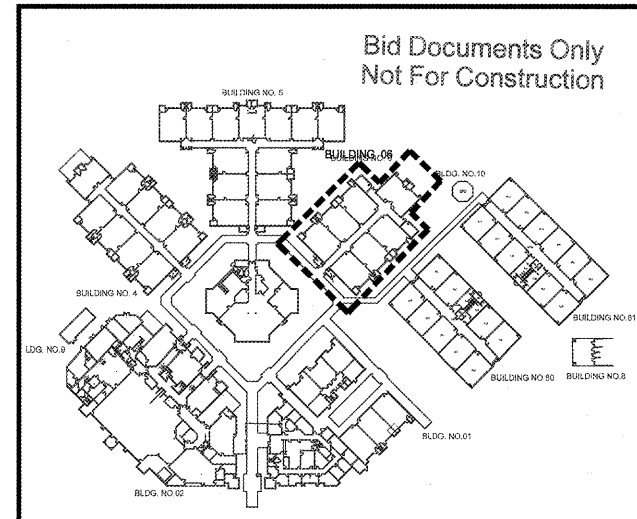 Bid Documents Only
Not For Construction
BUILDING NO. 5
BUILDING 06
BLDG. NO.10
BUILDING NO. 4
LDG. NO.9
BUILDING NO.81
BUILDING NO.80
BUILDING NO.8
BLDG. NO.01
BLDG. NO.02